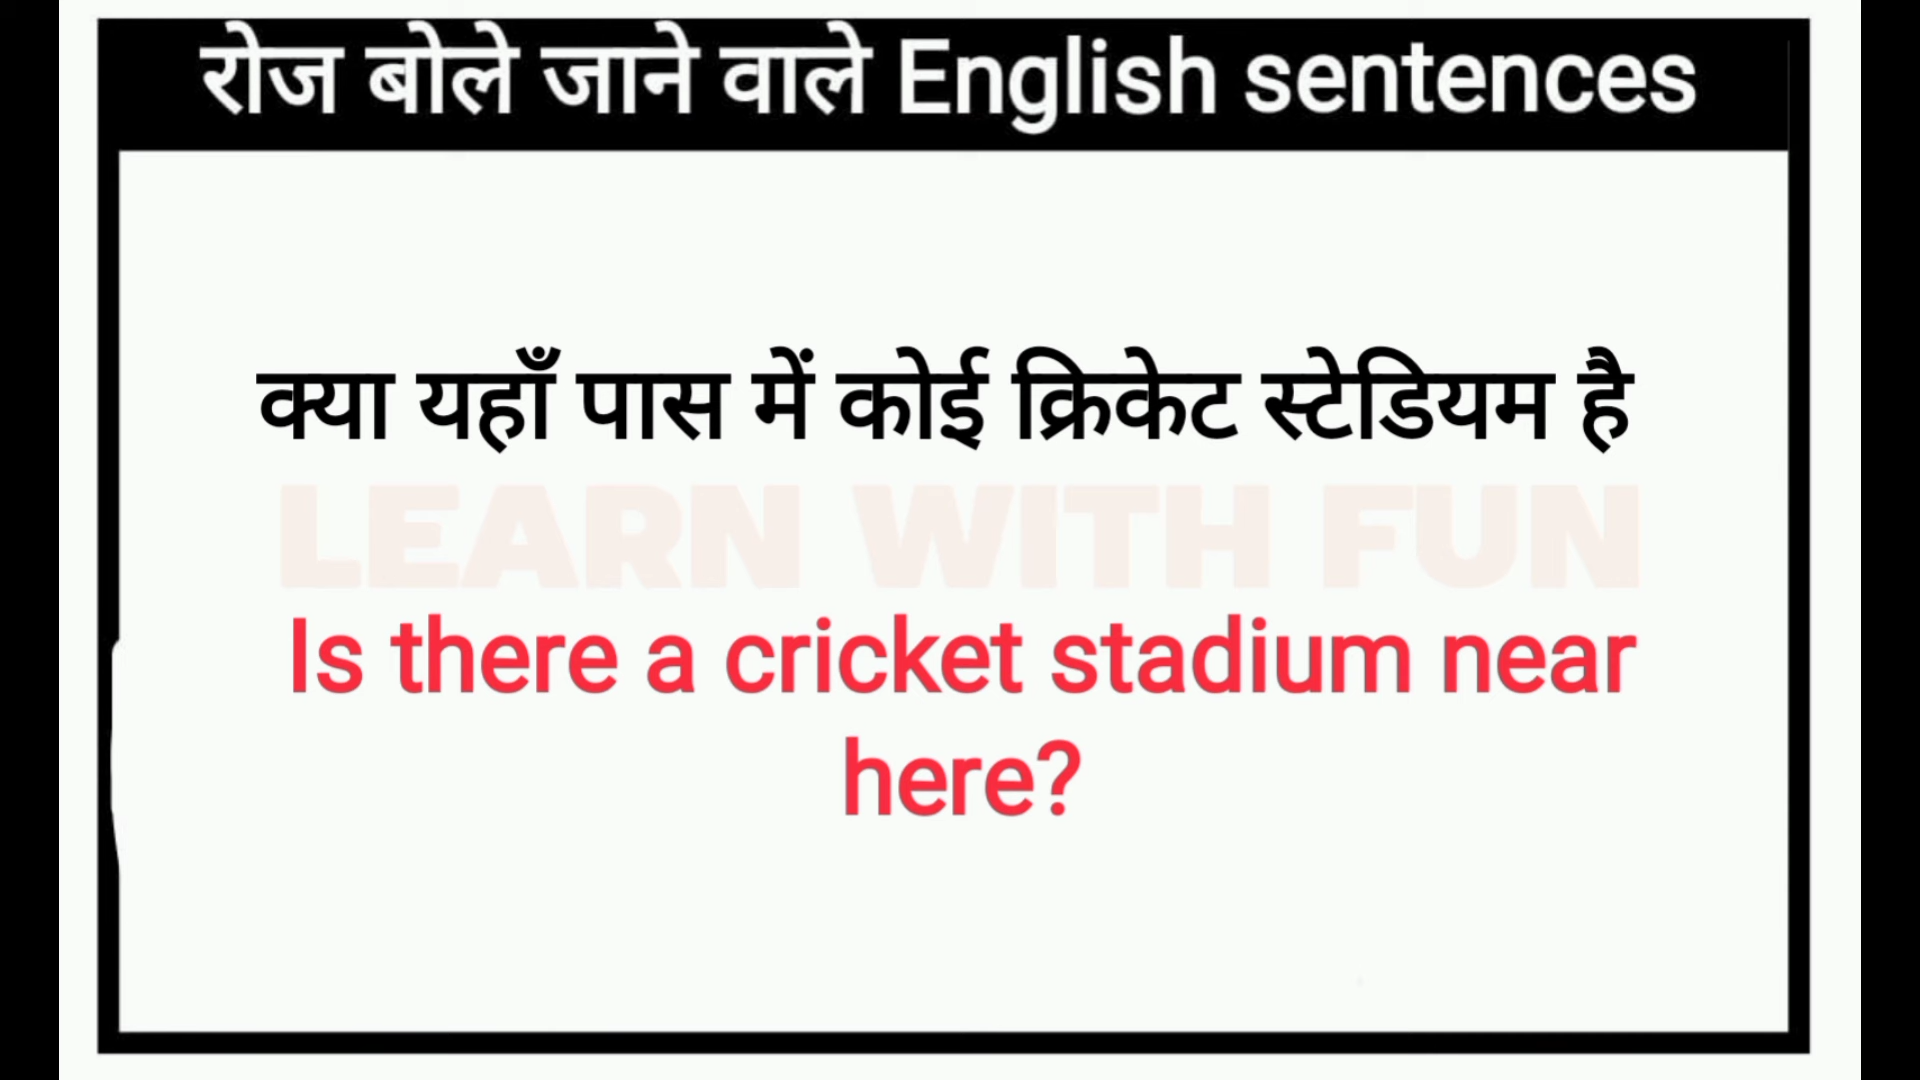 रोज बोले जाने वाले English sentences
क्या यहाँ पास में कोई क्रिकेट स्टेडियम है
LEARN WITH FUN
Is there a cricket stadium near
here?